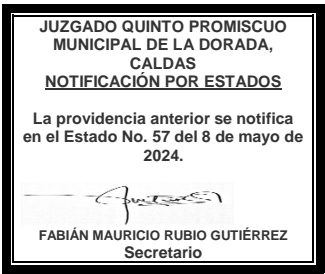 JUZGADO QUINTO PROMISCUO
MUNICIPAL DE LA DORADA,
CALDAS
NOTIFICACIÓN POR ESTADOS
La providencia anterior se notifica
en el Estado No. 57 del 8 de mayo de
2024.
FABIÁN MAURICIO RUBIO GUTIÉRREZ
Secretario